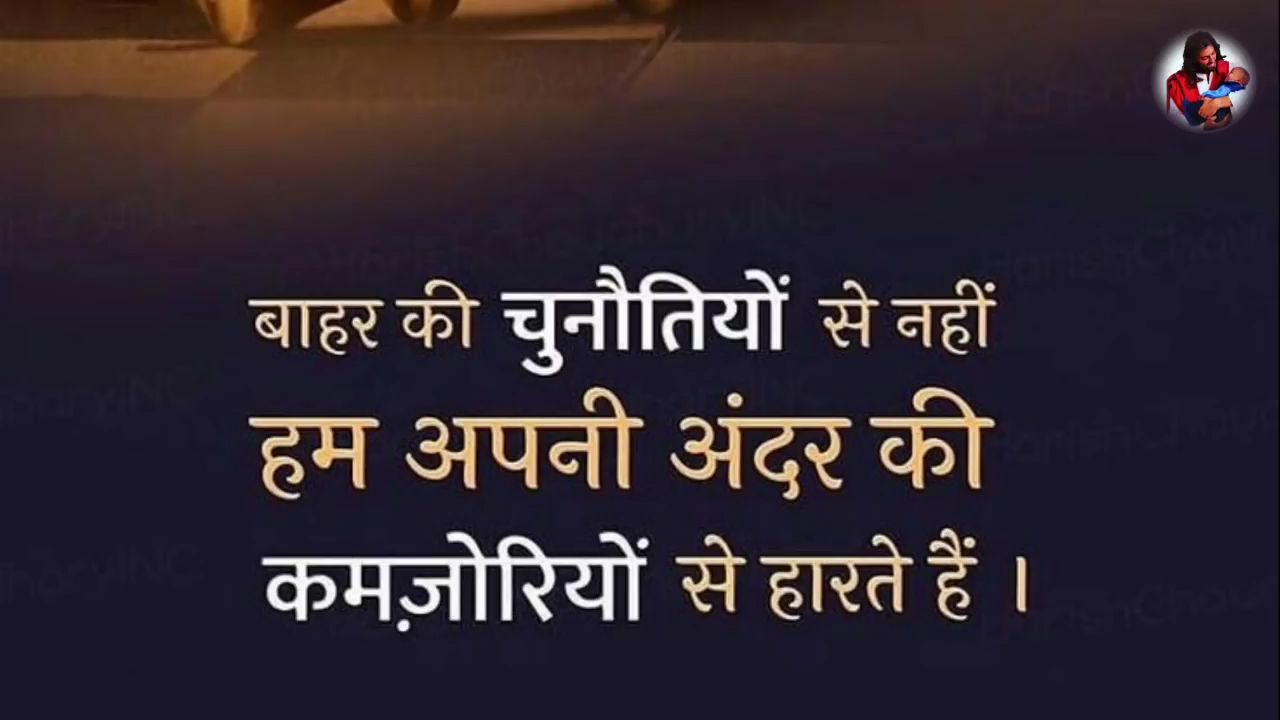 बाहर की चुनौतियों से नहीं
हम अपनी अंदर की
कमज़ोरियों से हारते हैं ।